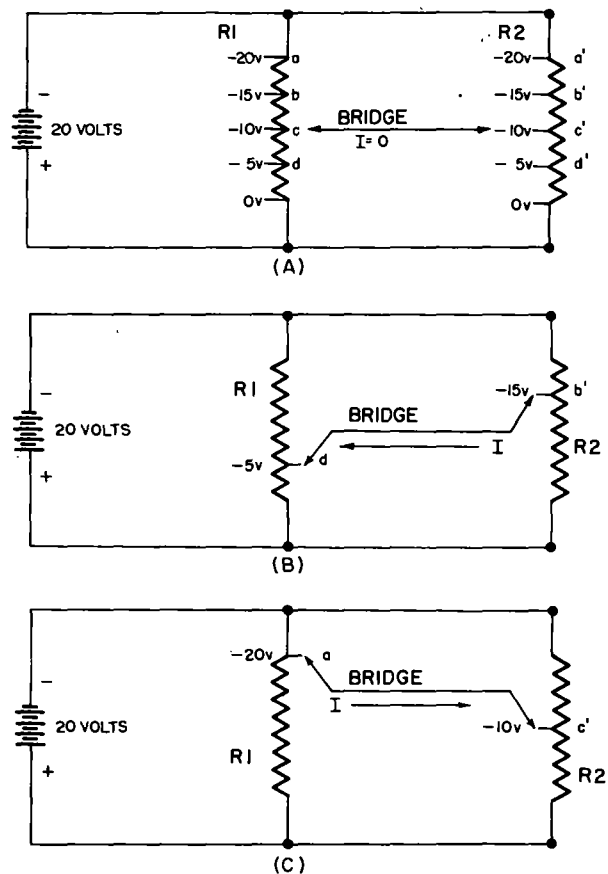 R1 R2
−20v a −20v a'
−
−15v b −15v b'
20 VOLTS
−10v c BRIDGE −10v c'
I=0
+
−5v d −5v d'
0v 0v
(A)
R1
−
−15v b'
BRIDGE
20 VOLTS
I
R2
−5v d
+
(B)
−20v a
−
BRIDGE
I
20 VOLTS
−10v c'
R1
+
R2
(C)